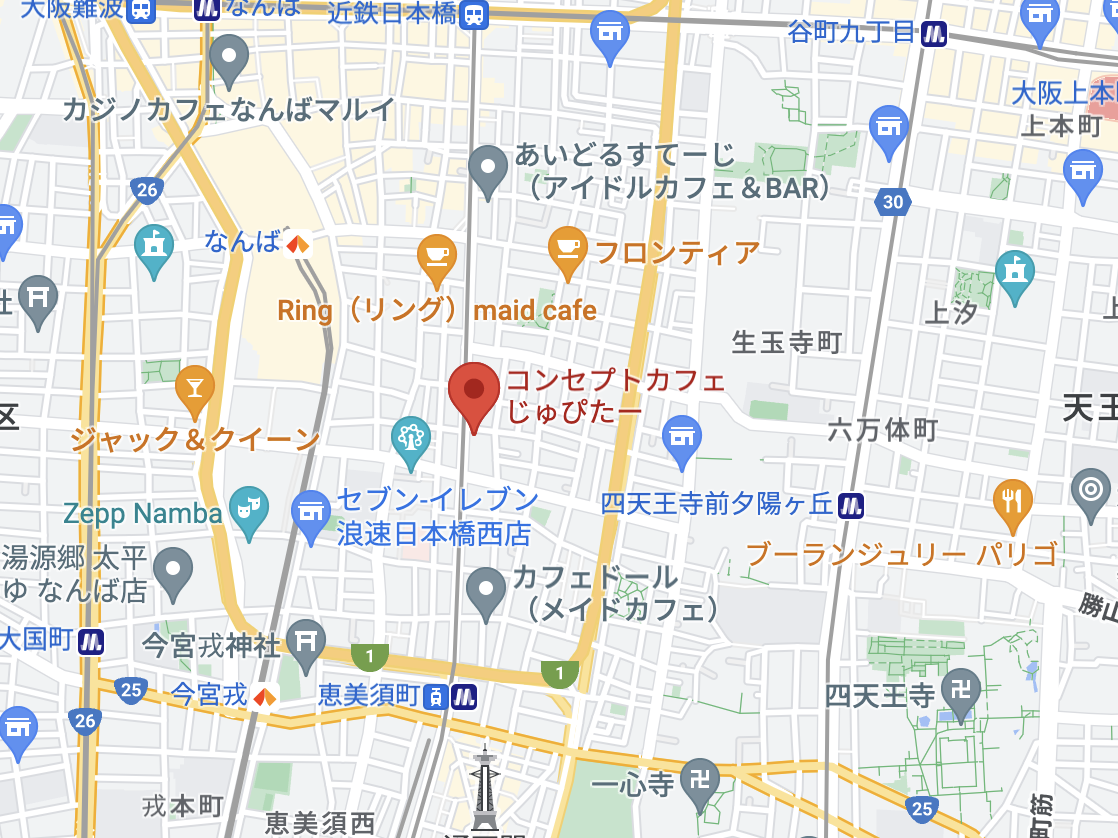 大阪難波
なんば
近鉄日本橋
谷町九丁目
カジノカフェなんばマルイ
大阪上本
上本町
あいどるすてーじ
（アイドルカフェ＆BAR）
26
30
なんば
フロンティア
社
Ring（リング）maid cafe
上汐
上
生玉寺町
コンセプトカフェ
じゅぴたー
区
天王
ジャック＆クイーン
六万体町
セブン-イレブン
浪速日本橋西店
四天王寺前夕陽ヶ丘
Zepp Namba
ブーランジュリー パリゴ
湯源郷 太平
ゆ なんば店
カフェドール
（メイドカフェ）
勝山
大国町
今宮戎神社
1
1
25
今宮戎
恵美須町
四天王寺
26
一心寺
25
戎本町
恵美須西
町筋